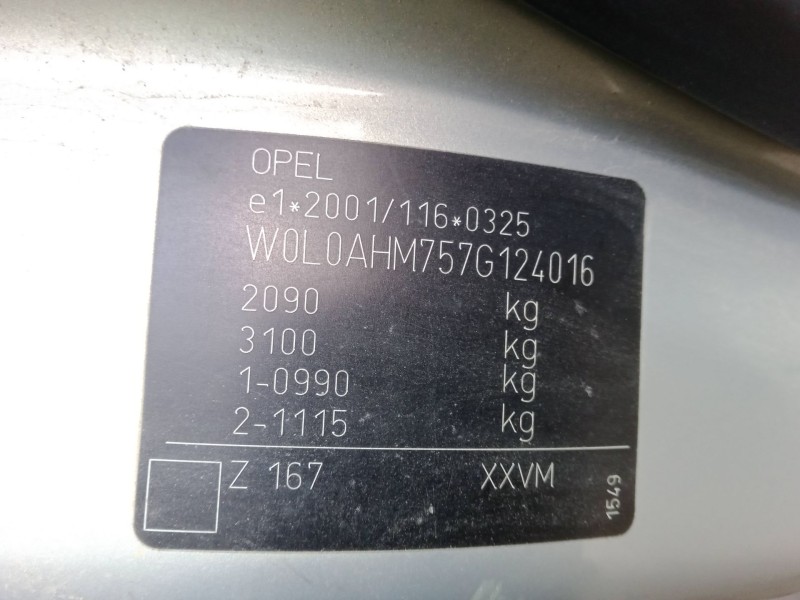 OPEL
e1*2001/116*0325
W0L0AHM757G124016
2090 kg
3100 kg
1-0990 kg
2-1115 kg
Z 167 XXVM
1549